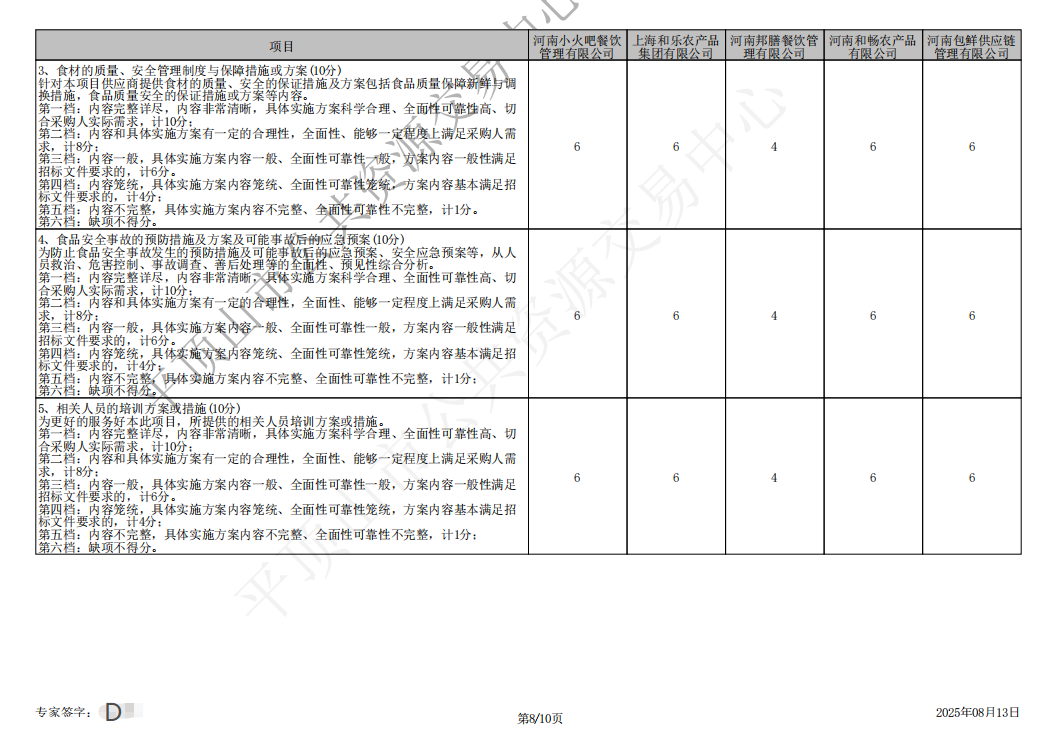 项目
河南小火吧餐饮管理有限公司
上海和乐农产品集团有限公司
河南邦膳餐饮管理有限公司
河南和畅农产品有限公司
河南包鲜供应链管理有限公司
3、食材的质量、安全管理制度与保障措施或方案(10分)
针对本项目供应商提供食材的质量、安全的保证措施及方案包括食品质量保障新鲜与调
换措施，食品质量安全的保证措施或方案等内容。
第一档：内容完整详尽，内容非常清晰，具体实施方案科学合理、全面性可靠性高、切
合采购人实际需求，计10分；
第二档：内容和具体实施方案有一定的合理性，全面性、能够一定程度上满足采购人需
求，计8分；
第三档：内容一般，具体实施方案内容一般、全面性可靠性一般，方案内容一般性满足
招标文件要求的，计6分。
第四档：内容笼统，具体实施方案内容笼统、全面性可靠性笼统，方案内容基本满足招
标文件要求的，计4分；
第五档：内容不完整，具体实施方案内容不完整、全面性可靠性不完整，计1分。
第六档：缺项不得分。
6 6 4 6 6
4、食品安全事故的预防措施及方案及可能事故后的应急预案(10分)
为防止食品安全事故发生的预防措施及可能事故后的应急预案、安全应急预案等，从人
员救治、危害控制、事故调查、善后处理等的全面性、预见性综合分析。
第一档：内容完整详尽，内容非常清晰，具体实施方案科学合理、全面性可靠性高、切
合采购人实际需求，计10分；
第二档：内容和具体实施方案有一定的合理性，全面性、能够一定程度上满足采购人需
求，计8分；
第三档：内容一般，具体实施方案内容一般、全面性可靠性一般，方案内容一般性满足
招标文件要求的，计6分。
第四档：内容笼统，具体实施方案内容笼统、全面性可靠性笼统，方案内容基本满足招
标文件要求的，计4分；
第五档：内容不完整，具体实施方案内容不完整、全面性可靠性不完整，计1分；
第六档：缺项不得分。
6 6 4 6 6
5、相关人员的培训方案或措施(10分)
为更好的服务好本此项目，所提供的相关人员培训方案或措施。
第一档：内容完整详尽，内容非常清晰，具体实施方案科学合理、全面性可靠性高、切
合采购人实际需求，计10分；
第二档：内容和具体实施方案有一定的合理性，全面性、能够一定程度上满足采购人需
求，计8分；
第三档：内容一般，具体实施方案内容一般、全面性可靠性一般，方案内容一般性满足
招标文件要求的，计6分。
第四档：内容笼统，具体实施方案内容笼统、全面性可靠性笼统，方案内容基本满足招
标文件要求的，计4分；
第五档：内容不完整，具体实施方案内容不完整、全面性可靠性不完整，计1分；
第六档：缺项不得分。
6 6 4 6 6
平顶山市公共资源交易中心
平顶山市公共资源交易中心
专家签字： D
第8/10页
2025年08月13日